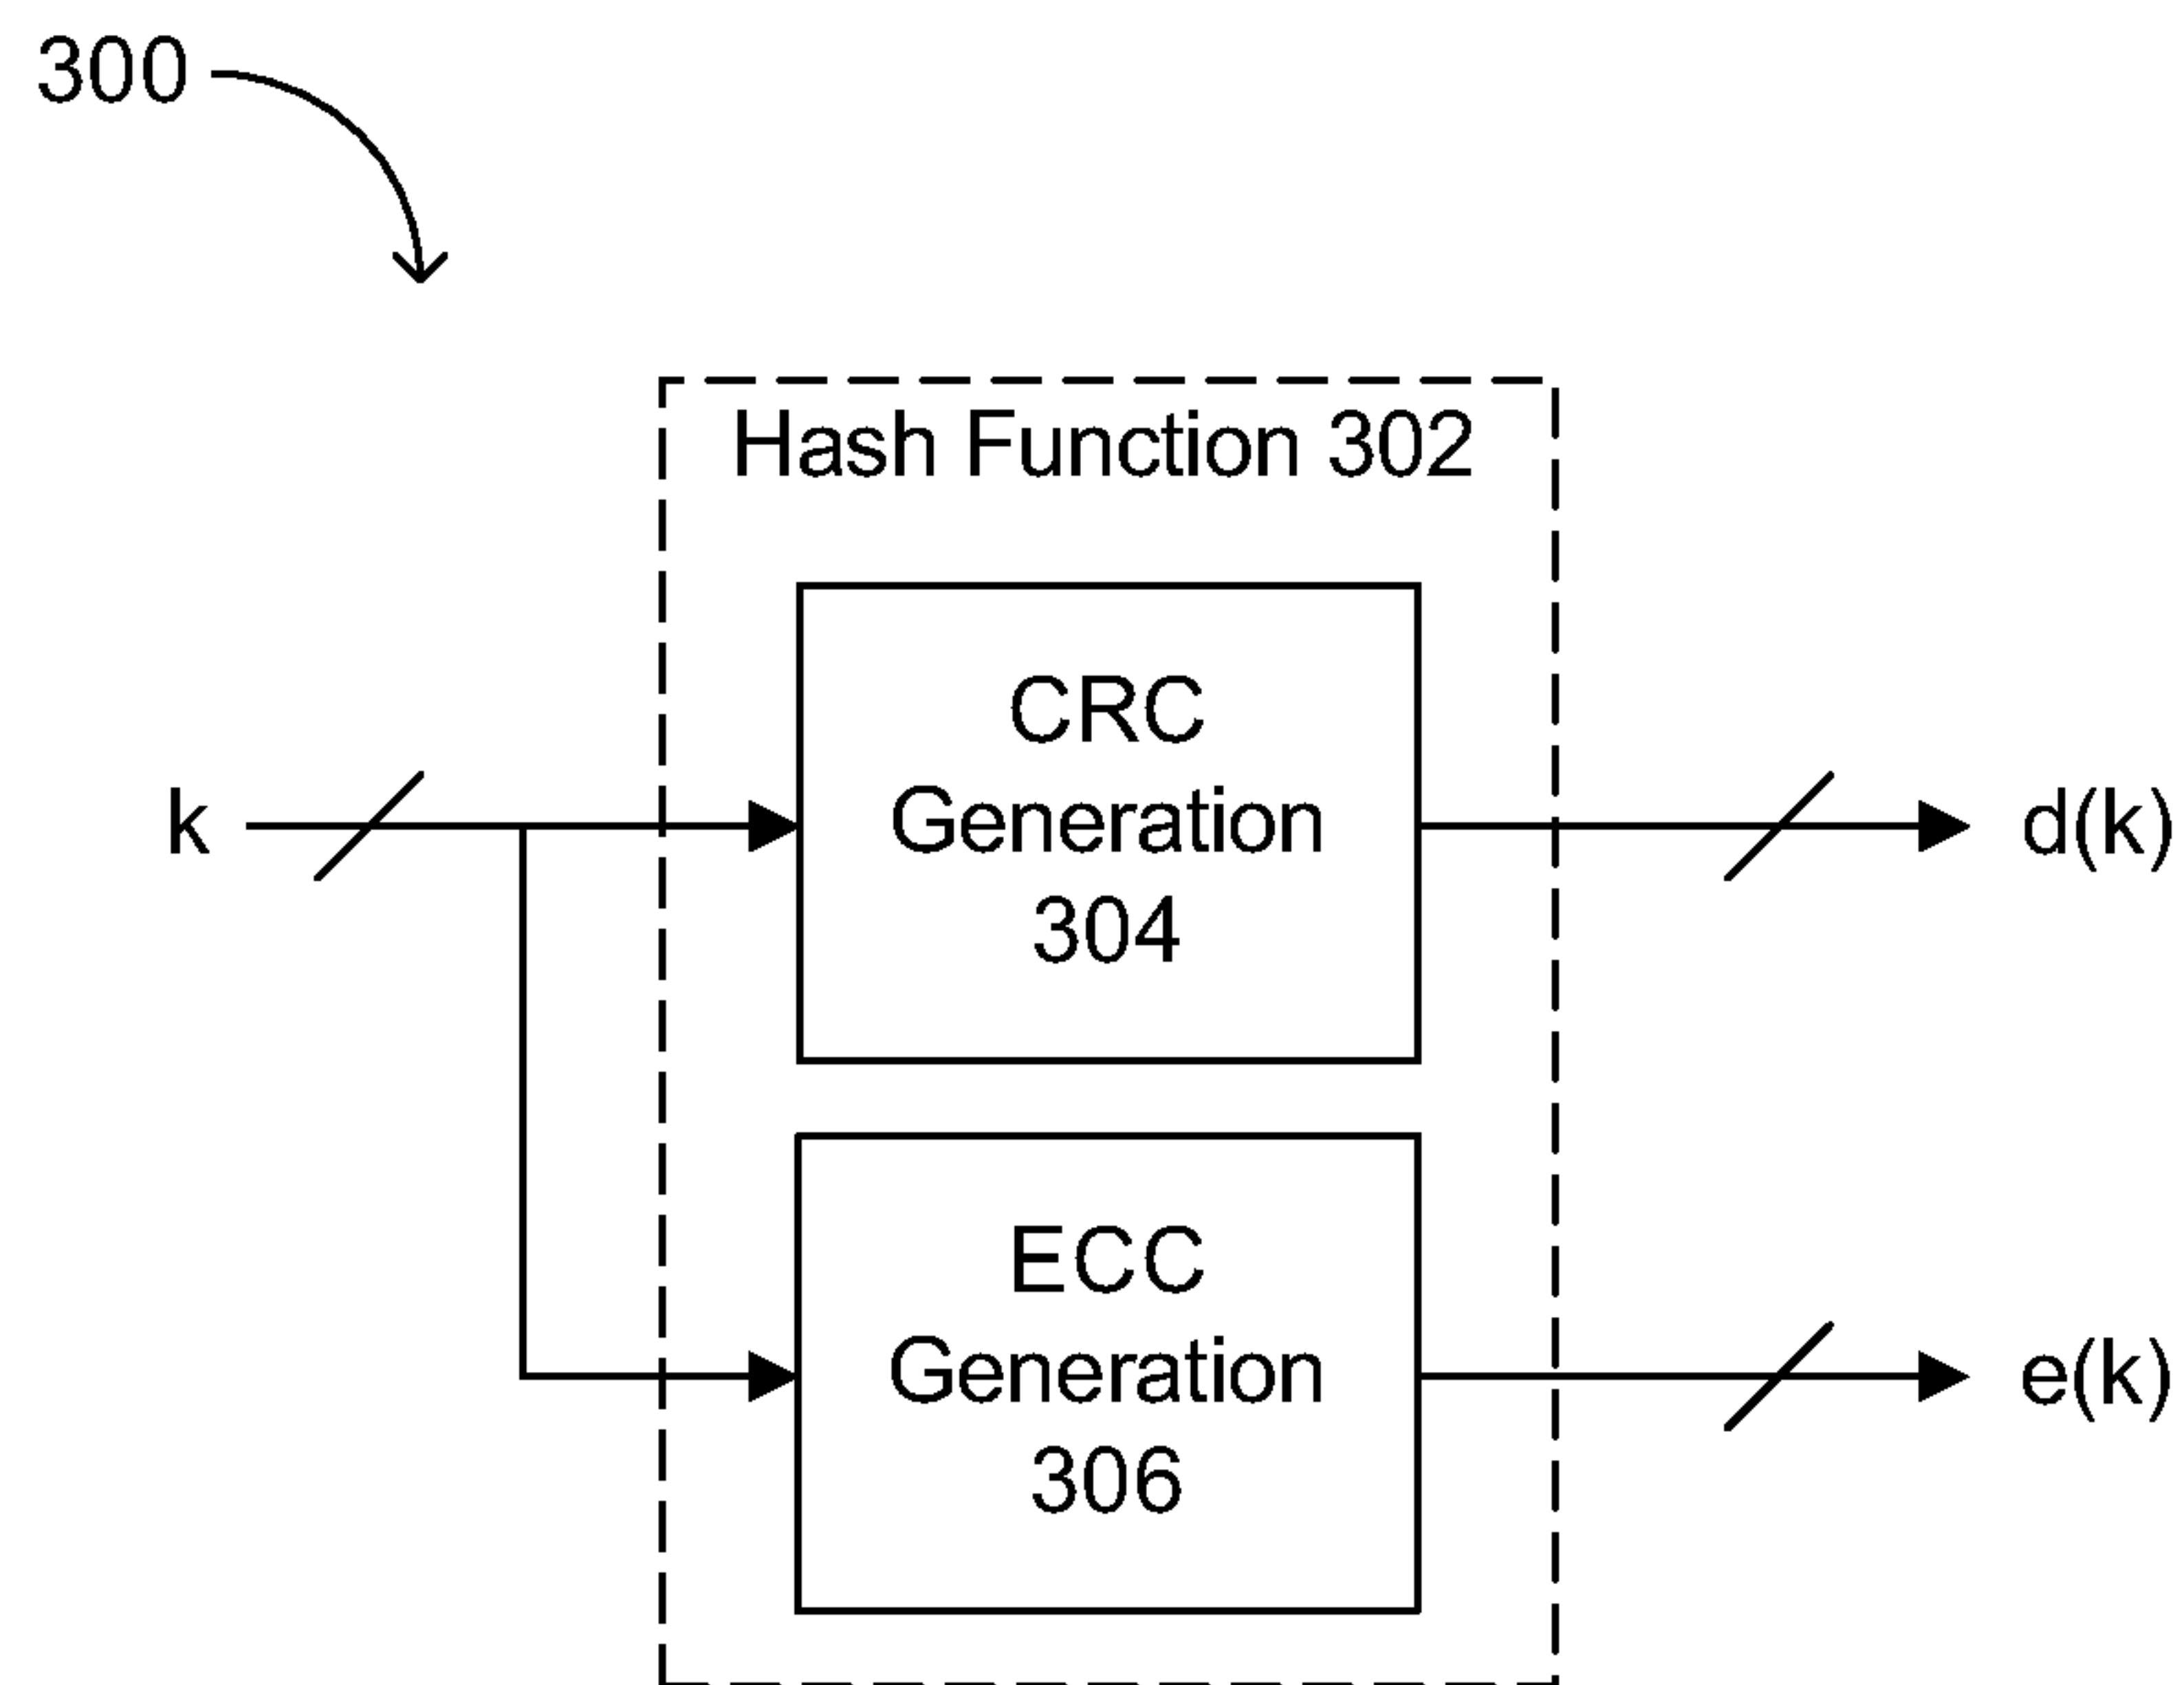 300
Hash Function 302
CRC
Generation
304
k
d(k)
ECC
Generation
306
e(k)